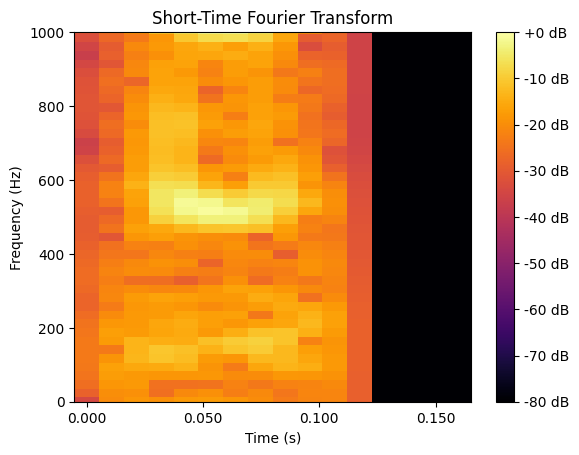 Short-Time Fourier Transform
1000
800
600
400
200
0
Frequency (Hz)
0.000
0.050
0.100
0.150
Time (s)
+0 dB
-10 dB
-20 dB
-30 dB
-40 dB
-50 dB
-60 dB
-70 dB
-80 dB